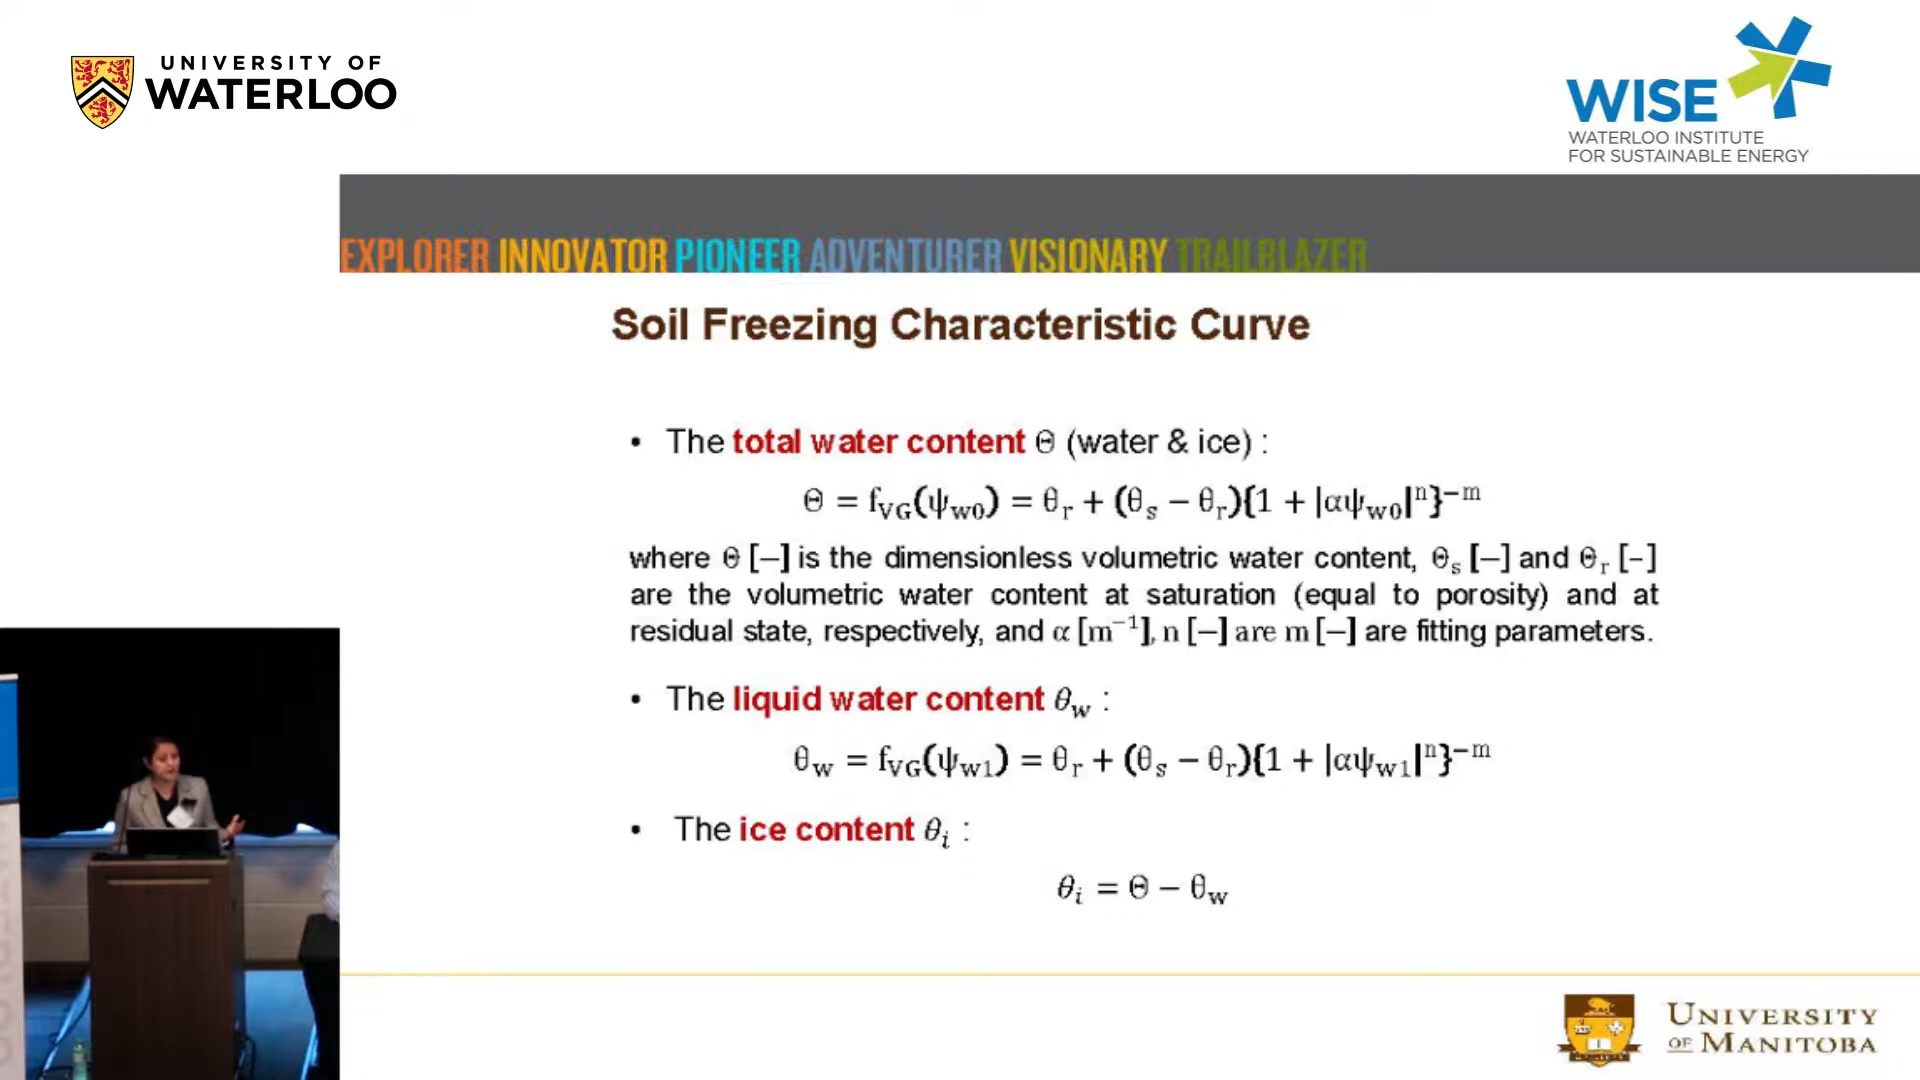 UNIVERSITY OF
WATERLOO
WISE
WATERLOO INSTITUTE
FOR SUSTAINABLE ENERGY
EXPLORER INNOVATOR PIONEER ADVENTURER VISIONARY TRAILBLAZER
Soil Freezing Characteristic Curve
• The total water content Θ (water & ice) :
Θ = f_VG(ψ_w0) = θ_r + (θ_s − θ_r){1 + |αψ_w0|^n}^−m
where Θ [−] is the dimensionless volumetric water content, Θ_s [−] and Θ_r [-]
are the volumetric water content at saturation (equal to porosity) and at
residual state, respectively, and α [m^−1], n [−] are m [−] are fitting parameters.
• The liquid water content θ_w :
θ_w = f_VG(ψ_w1) = θ_r + (θ_s − θ_r){1 + |αψ_w1|^n}^−m
• The ice content θ_i :
θ_i = Θ − θ_w
UNIVERSITY
OF MANITOBA